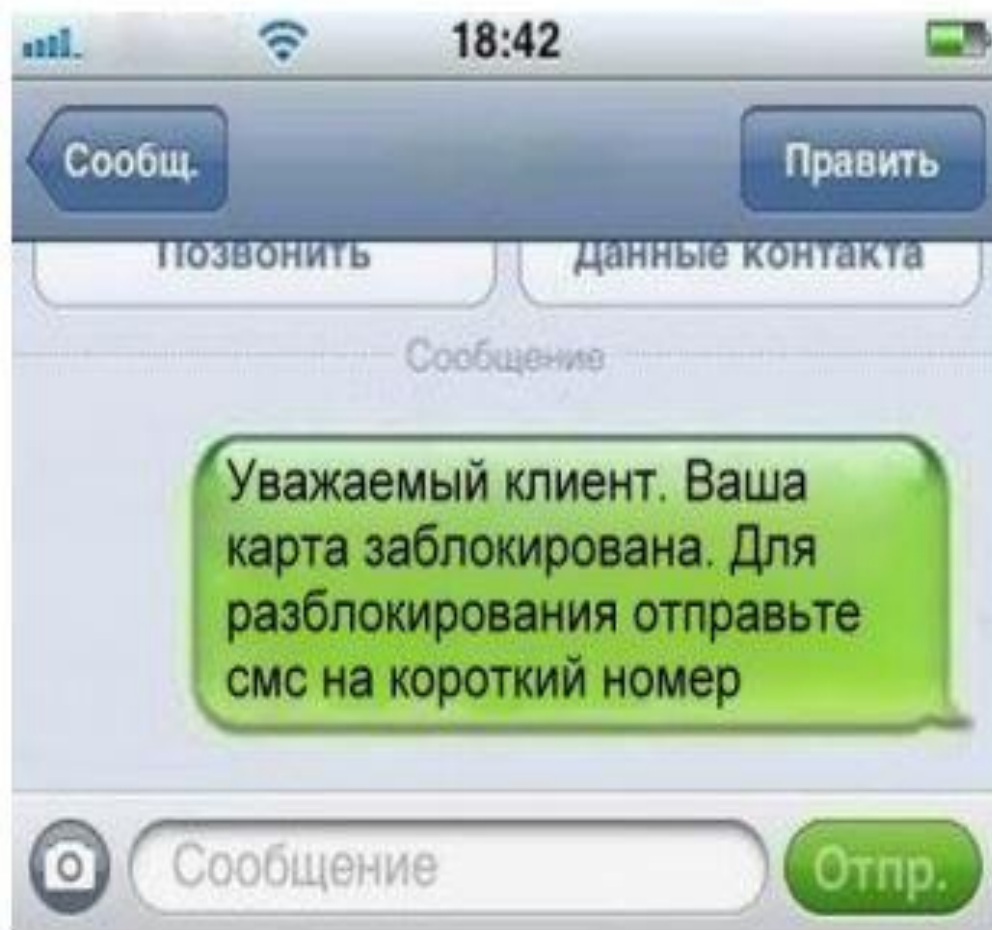 18:42
Сообщ.
Править
Позвонить
Данные контакта
Сообщение
Уважаемый клиент. Ваша
карта заблокирована. Для
разблокирования отправьте
смс на короткий номер
Сообщение
Отпр.